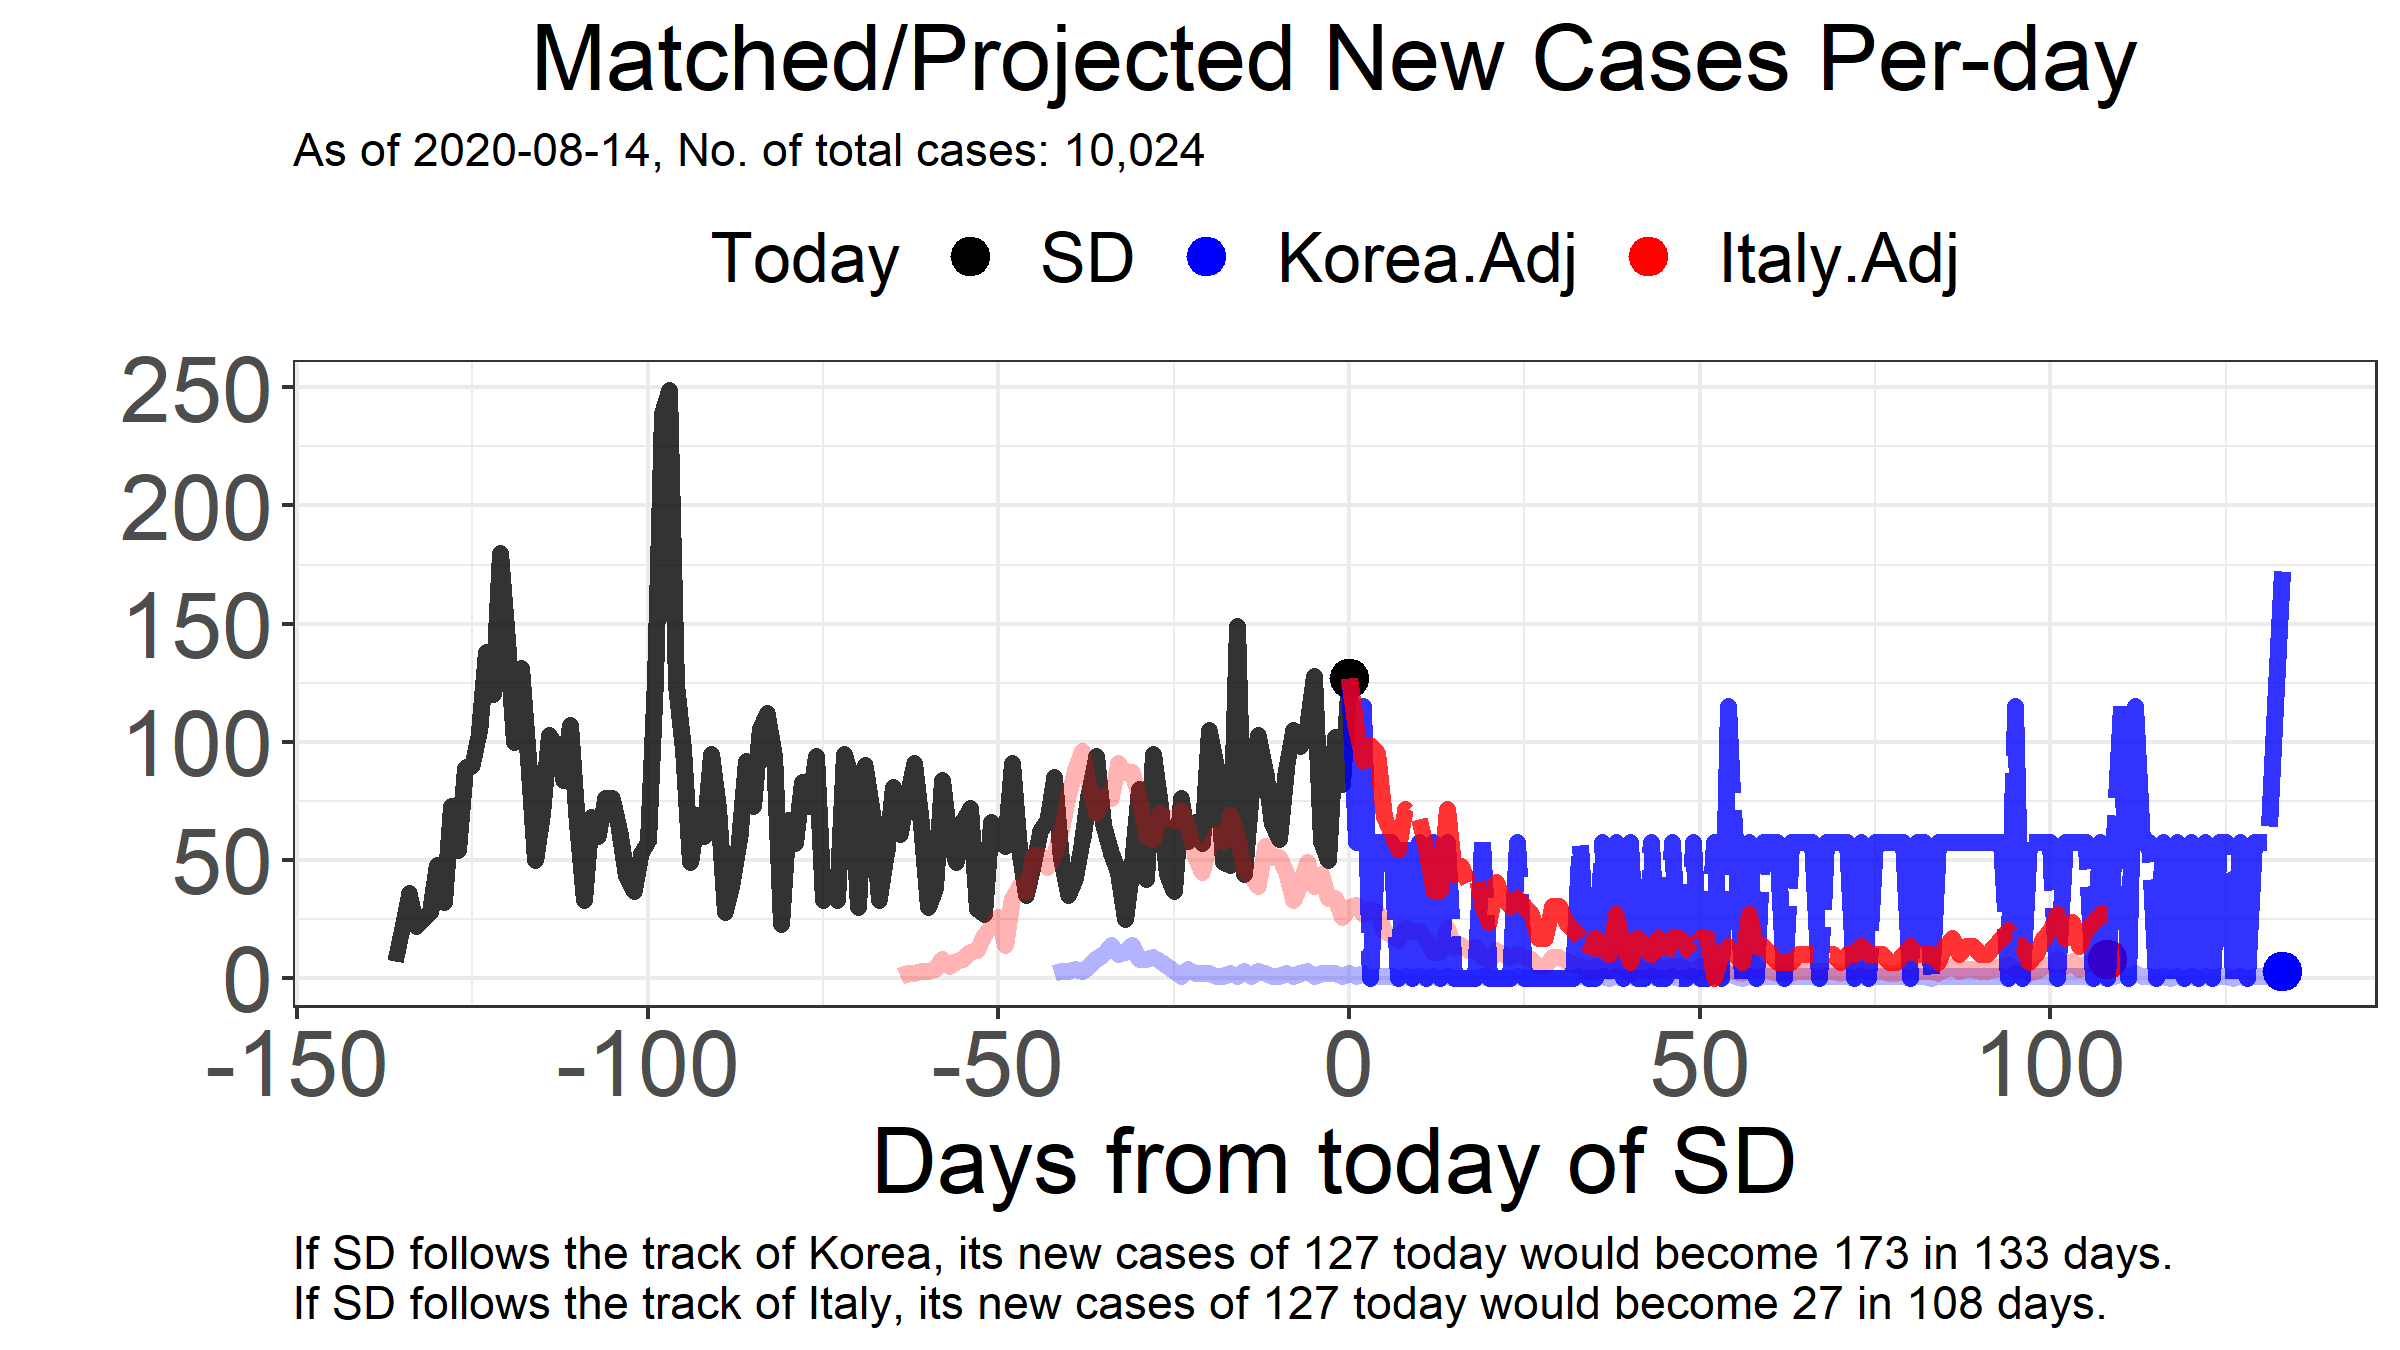 Matched/Projected New Cases Per-day
As of 2020-08-14, No. of total cases: 10,024
Today SD Korea.Adj Italy.Adj
250
200
150
100
50
0
-150 -100 -50 0 50 100
Days from today of SD
If SD follows the track of Korea, its new cases of 127 today would become 173 in 133 days.
If SD follows the track of Italy, its new cases of 127 today would become 27 in 108 days.